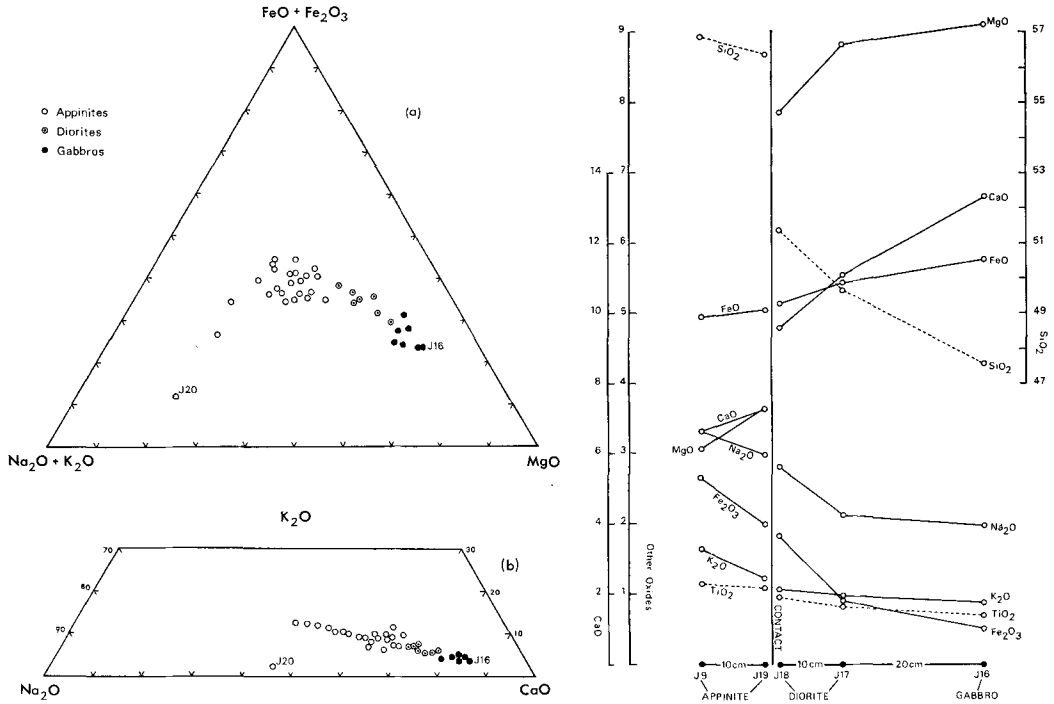 FeO + Fe₂O₃
(a)
Appinites
Diorites
Gabbros
J16
J20
Na₂O + K₂O
MgO
K₂O
(b)
70
30
80
20
90
10
J20
J16
Na₂O
CaO
9
8
14
7
12
6
10
5
8
4
6
3
4
2
2
1
CaO
Other Oxides
SiO₂
FeO
CaO
MgO
Na₂O
Fe₂O₃
K₂O
TiO₂
CONTACT
MgO
CaO
FeO
SiO₂
Na₂O
K₂O
TiO₂
Fe₂O₃
57
55
53
51
49
47
SiO₂
10cm
10cm
20cm
J9
J19
J18
J17
J16
APPINITE
DIORITE
GABBRO